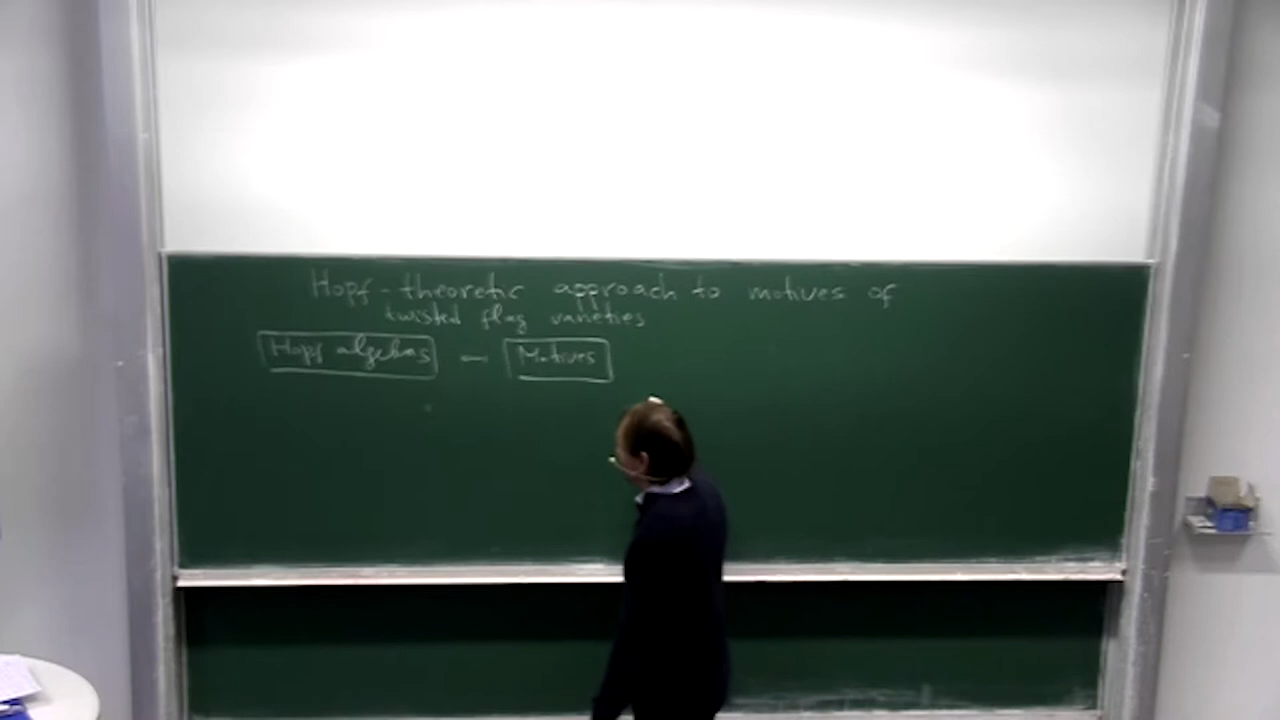 Hopf-theoretic approach to motives of
twisted flag varieties
Hopf algebras — Motives